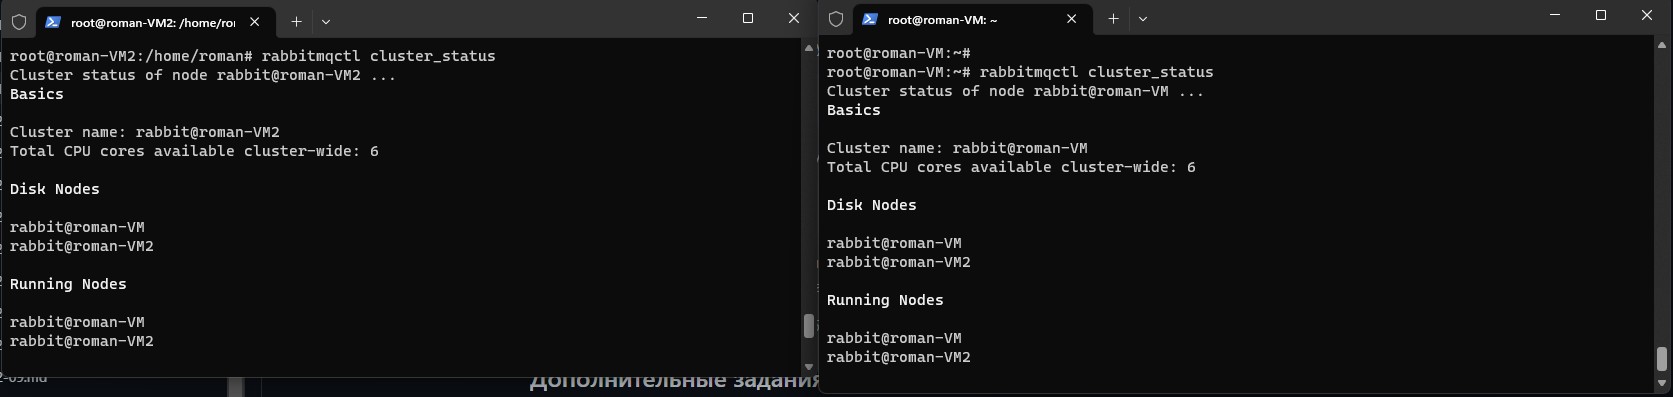 root@roman-VM2: /home/ro
root@roman-VM2:/home/roman# rabbitmqctl cluster_status
Cluster status of node rabbit@roman-VM2 ...
Basics
Cluster name: rabbit@roman-VM2
Total CPU cores available cluster-wide: 6
Disk Nodes
rabbit@roman-VM
rabbit@roman-VM2
Running Nodes
rabbit@roman-VM
rabbit@roman-VM2
2-09.md
Дополнительные задания
root@roman-VM: ~
root@roman-VM:~#
root@roman-VM:~# rabbitmqctl cluster_status
Cluster status of node rabbit@roman-VM ...
Basics
Cluster name: rabbit@roman-VM
Total CPU cores available cluster-wide: 6
Disk Nodes
rabbit@roman-VM
rabbit@roman-VM2
Running Nodes
rabbit@roman-VM
rabbit@roman-VM2